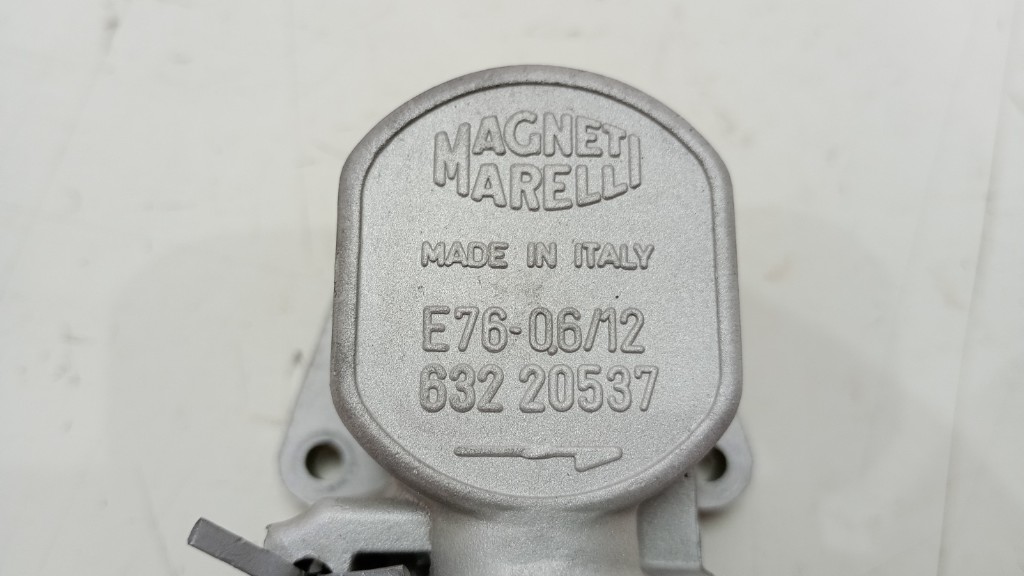 MAGNETI
MARELLI
MADE IN ITALY
E76-0,6/12
632 20537